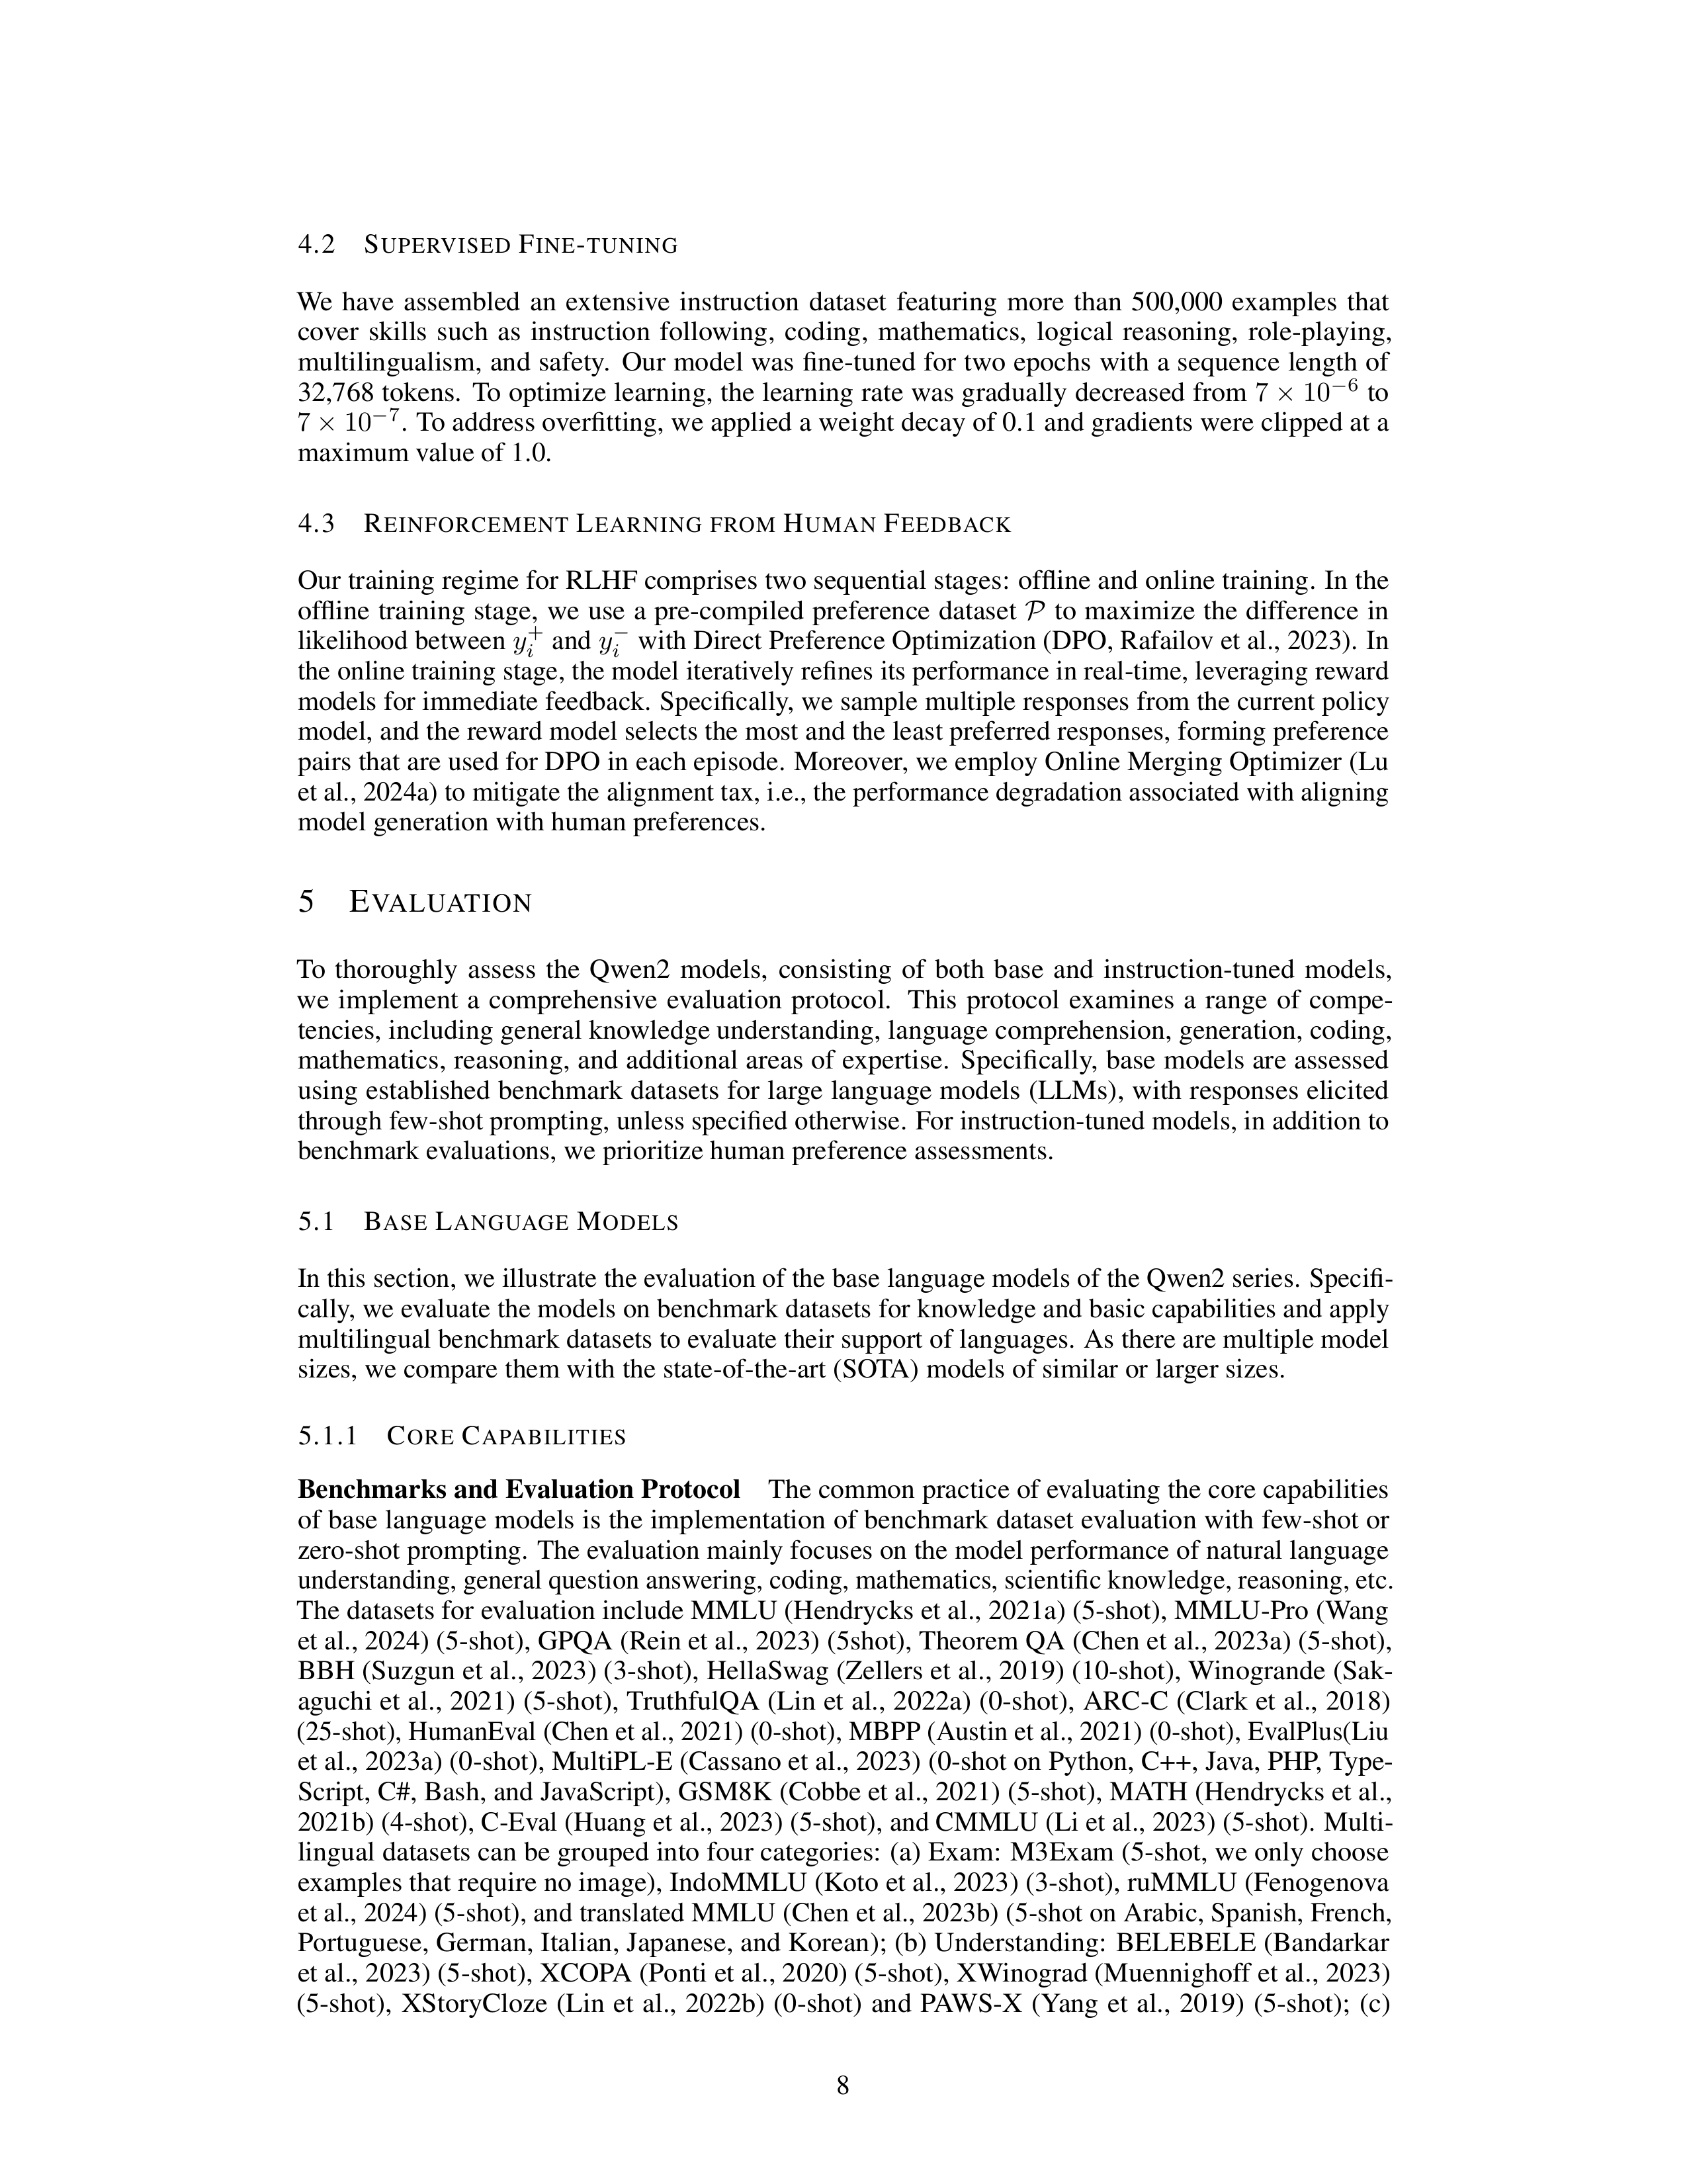 4.2 SUPERVISED FINE-TUNING
We have assembled an extensive instruction dataset featuring more than 500,000 examples that
cover skills such as instruction following, coding, mathematics, logical reasoning, role-playing,
multilingualism, and safety. Our model was fine-tuned for two epochs with a sequence length of
32,768 tokens. To optimize learning, the learning rate was gradually decreased from 7 × 10⁻⁶ to
7 × 10⁻⁷. To address overfitting, we applied a weight decay of 0.1 and gradients were clipped at a
maximum value of 1.0.
4.3 REINFORCEMENT LEARNING FROM HUMAN FEEDBACK
Our training regime for RLHF comprises two sequential stages: offline and online training. In the
offline training stage, we use a pre-compiled preference dataset 𝒫 to maximize the difference in
likelihood between yᵢ⁺ and yᵢ⁻ with Direct Preference Optimization (DPO, Rafailov et al., 2023). In
the online training stage, the model iteratively refines its performance in real-time, leveraging reward
models for immediate feedback. Specifically, we sample multiple responses from the current policy
model, and the reward model selects the most and the least preferred responses, forming preference
pairs that are used for DPO in each episode. Moreover, we employ Online Merging Optimizer (Lu
et al., 2024a) to mitigate the alignment tax, i.e., the performance degradation associated with aligning
model generation with human preferences.
5 EVALUATION
To thoroughly assess the Qwen2 models, consisting of both base and instruction-tuned models,
we implement a comprehensive evaluation protocol. This protocol examines a range of compe-
tencies, including general knowledge understanding, language comprehension, generation, coding,
mathematics, reasoning, and additional areas of expertise. Specifically, base models are assessed
using established benchmark datasets for large language models (LLMs), with responses elicited
through few-shot prompting, unless specified otherwise. For instruction-tuned models, in addition to
benchmark evaluations, we prioritize human preference assessments.
5.1 BASE LANGUAGE MODELS
In this section, we illustrate the evaluation of the base language models of the Qwen2 series. Specifi-
cally, we evaluate the models on benchmark datasets for knowledge and basic capabilities and apply
multilingual benchmark datasets to evaluate their support of languages. As there are multiple model
sizes, we compare them with the state-of-the-art (SOTA) models of similar or larger sizes.
5.1.1 CORE CAPABILITIES
Benchmarks and Evaluation Protocol The common practice of evaluating the core capabilities
of base language models is the implementation of benchmark dataset evaluation with few-shot or
zero-shot prompting. The evaluation mainly focuses on the model performance of natural language
understanding, general question answering, coding, mathematics, scientific knowledge, reasoning, etc.
The datasets for evaluation include MMLU (Hendrycks et al., 2021a) (5-shot), MMLU-Pro (Wang
et al., 2024) (5-shot), GPQA (Rein et al., 2023) (5shot), Theorem QA (Chen et al., 2023a) (5-shot),
BBH (Suzgun et al., 2023) (3-shot), HellaSwag (Zellers et al., 2019) (10-shot), Winogrande (Sak-
aguchi et al., 2021) (5-shot), TruthfulQA (Lin et al., 2022a) (0-shot), ARC-C (Clark et al., 2018)
(25-shot), HumanEval (Chen et al., 2021) (0-shot), MBPP (Austin et al., 2021) (0-shot), EvalPlus(Liu
et al., 2023a) (0-shot), MultiPL-E (Cassano et al., 2023) (0-shot on Python, C++, Java, PHP, Type-
Script, C#, Bash, and JavaScript), GSM8K (Cobbe et al., 2021) (5-shot), MATH (Hendrycks et al.,
2021b) (4-shot), C-Eval (Huang et al., 2023) (5-shot), and CMMLU (Li et al., 2023) (5-shot). Multi-
lingual datasets can be grouped into four categories: (a) Exam: M3Exam (5-shot, we only choose
examples that require no image), IndoMMLU (Koto et al., 2023) (3-shot), ruMMLU (Fenogenova
et al., 2024) (5-shot), and translated MMLU (Chen et al., 2023b) (5-shot on Arabic, Spanish, French,
Portuguese, German, Italian, Japanese, and Korean); (b) Understanding: BELEBELE (Bandarkar
et al., 2023) (5-shot), XCOPA (Ponti et al., 2020) (5-shot), XWinograd (Muennighoff et al., 2023)
(5-shot), XStoryCloze (Lin et al., 2022b) (0-shot) and PAWS-X (Yang et al., 2019) (5-shot); (c)
8